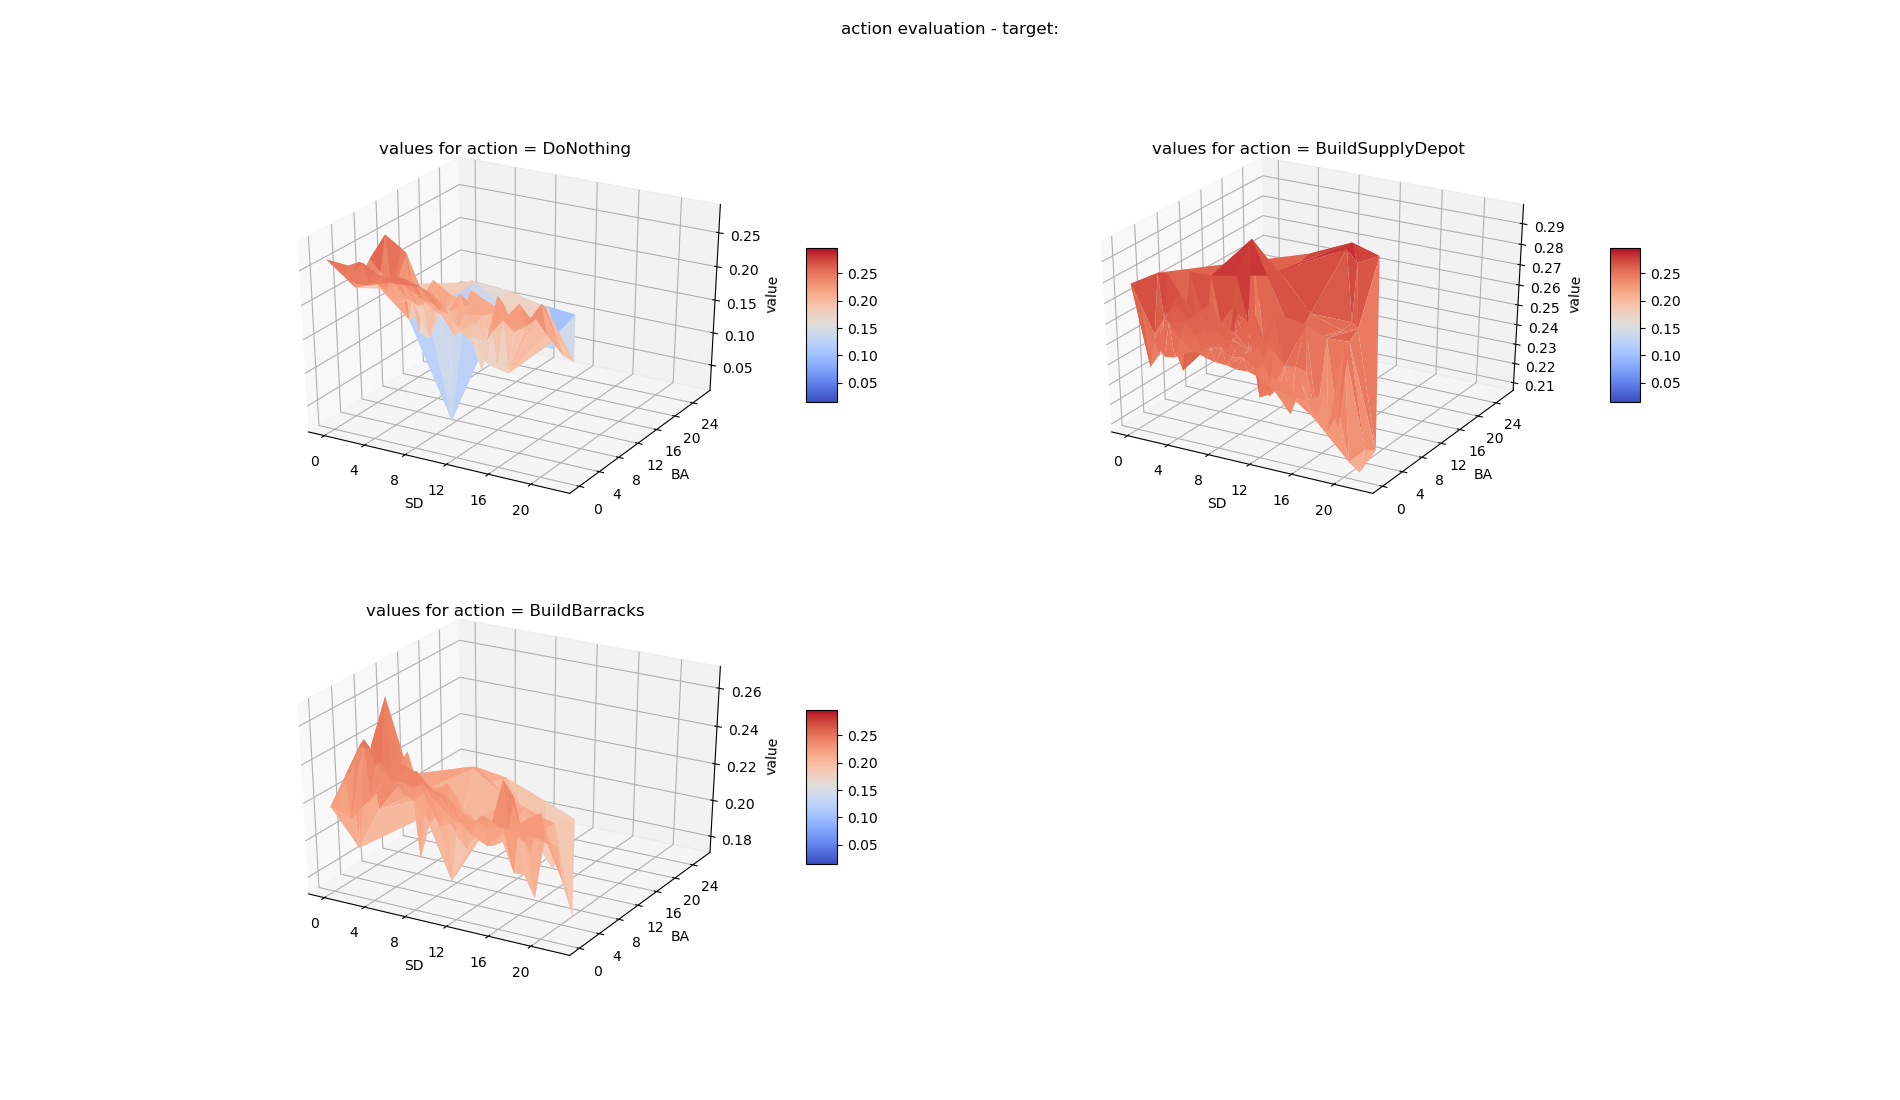 action evaluation - target:
values for action = DoNothing
0.25
0.20
0.15
0.10
0.05
value
0 4 8 12 16 20
SD
0 4 8 12 16 20 24
BA
0.25
0.20
0.15
0.10
0.05
values for action = BuildSupplyDepot
0.29
0.28
0.27
0.26
0.25
0.24
0.23
0.22
0.21
value
0 4 8 12 16 20
SD
0 4 8 12 16 20 24
BA
0.25
0.20
0.15
0.10
0.05
values for action = BuildBarracks
0.26
0.24
0.22
0.20
0.18
value
0 4 8 12 16 20
SD
0 4 8 12 16 20 24
BA
0.25
0.20
0.15
0.10
0.05